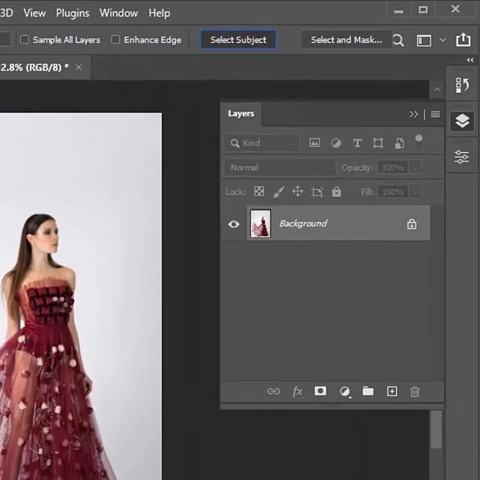 3D View Plugins Window Help
Sample All Layers Enhance Edge Select Subject Select and Mask...
2.8% (RGB/8) * ×
Layers
Kind
Normal Opacity: 100%
Lock: Fill: 100%
Background
fx